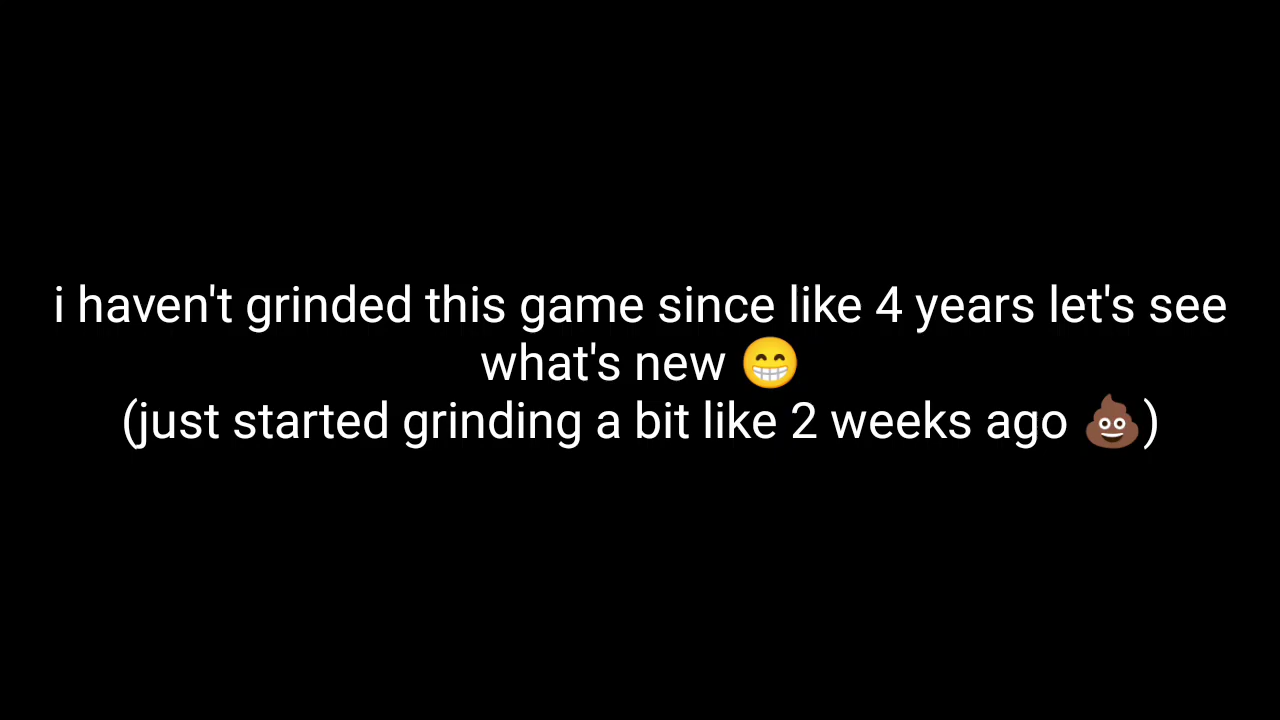 i haven't grinded this game since like 4 years let's see
what's new 😁
(just started grinding a bit like 2 weeks ago 💩)